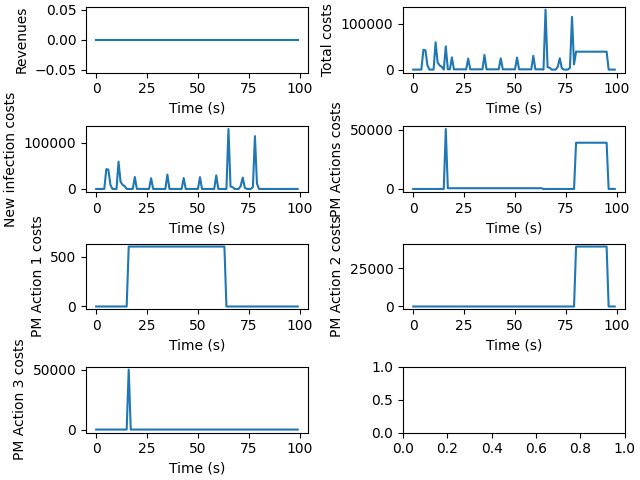 Revenues
0.05
0.00
−0.05
0 25 50 75 100
Time (s)
Total costs
100000
0
0 25 50 75 100
Time (s)
New infection costs
100000
0
0 25 50 75 100
Time (s)
PM Actions costs
50000
0
0 25 50 75 100
Time (s)
PM Action 1 costs
500
0
0 25 50 75 100
Time (s)
PM Action 2 costs
25000
0
0 25 50 75 100
Time (s)
PM Action 3 costs
50000
0
0 25 50 75 100
Time (s)
1.0
0.5
0.0
0.0 0.2 0.4 0.6 0.8 1.0